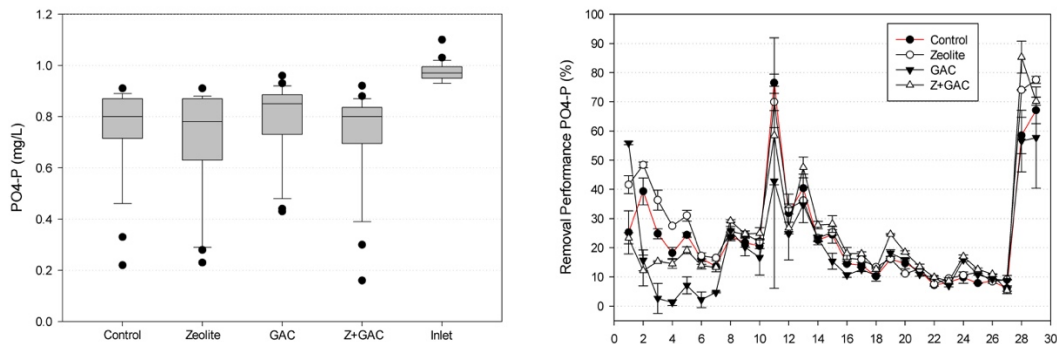 PO4-P (mg/L)
1.2
1.0
0.8
0.6
0.4
0.2
0.0
Control Zeolite GAC Z+GAC Inlet
Removal Performance PO4-P (%)
100
90
80
70
60
50
40
30
20
10
0
0 2 4 6 8 10 12 14 16 18 20 22 24 26 28 30
Control
Zeolite
GAC
Z+GAC